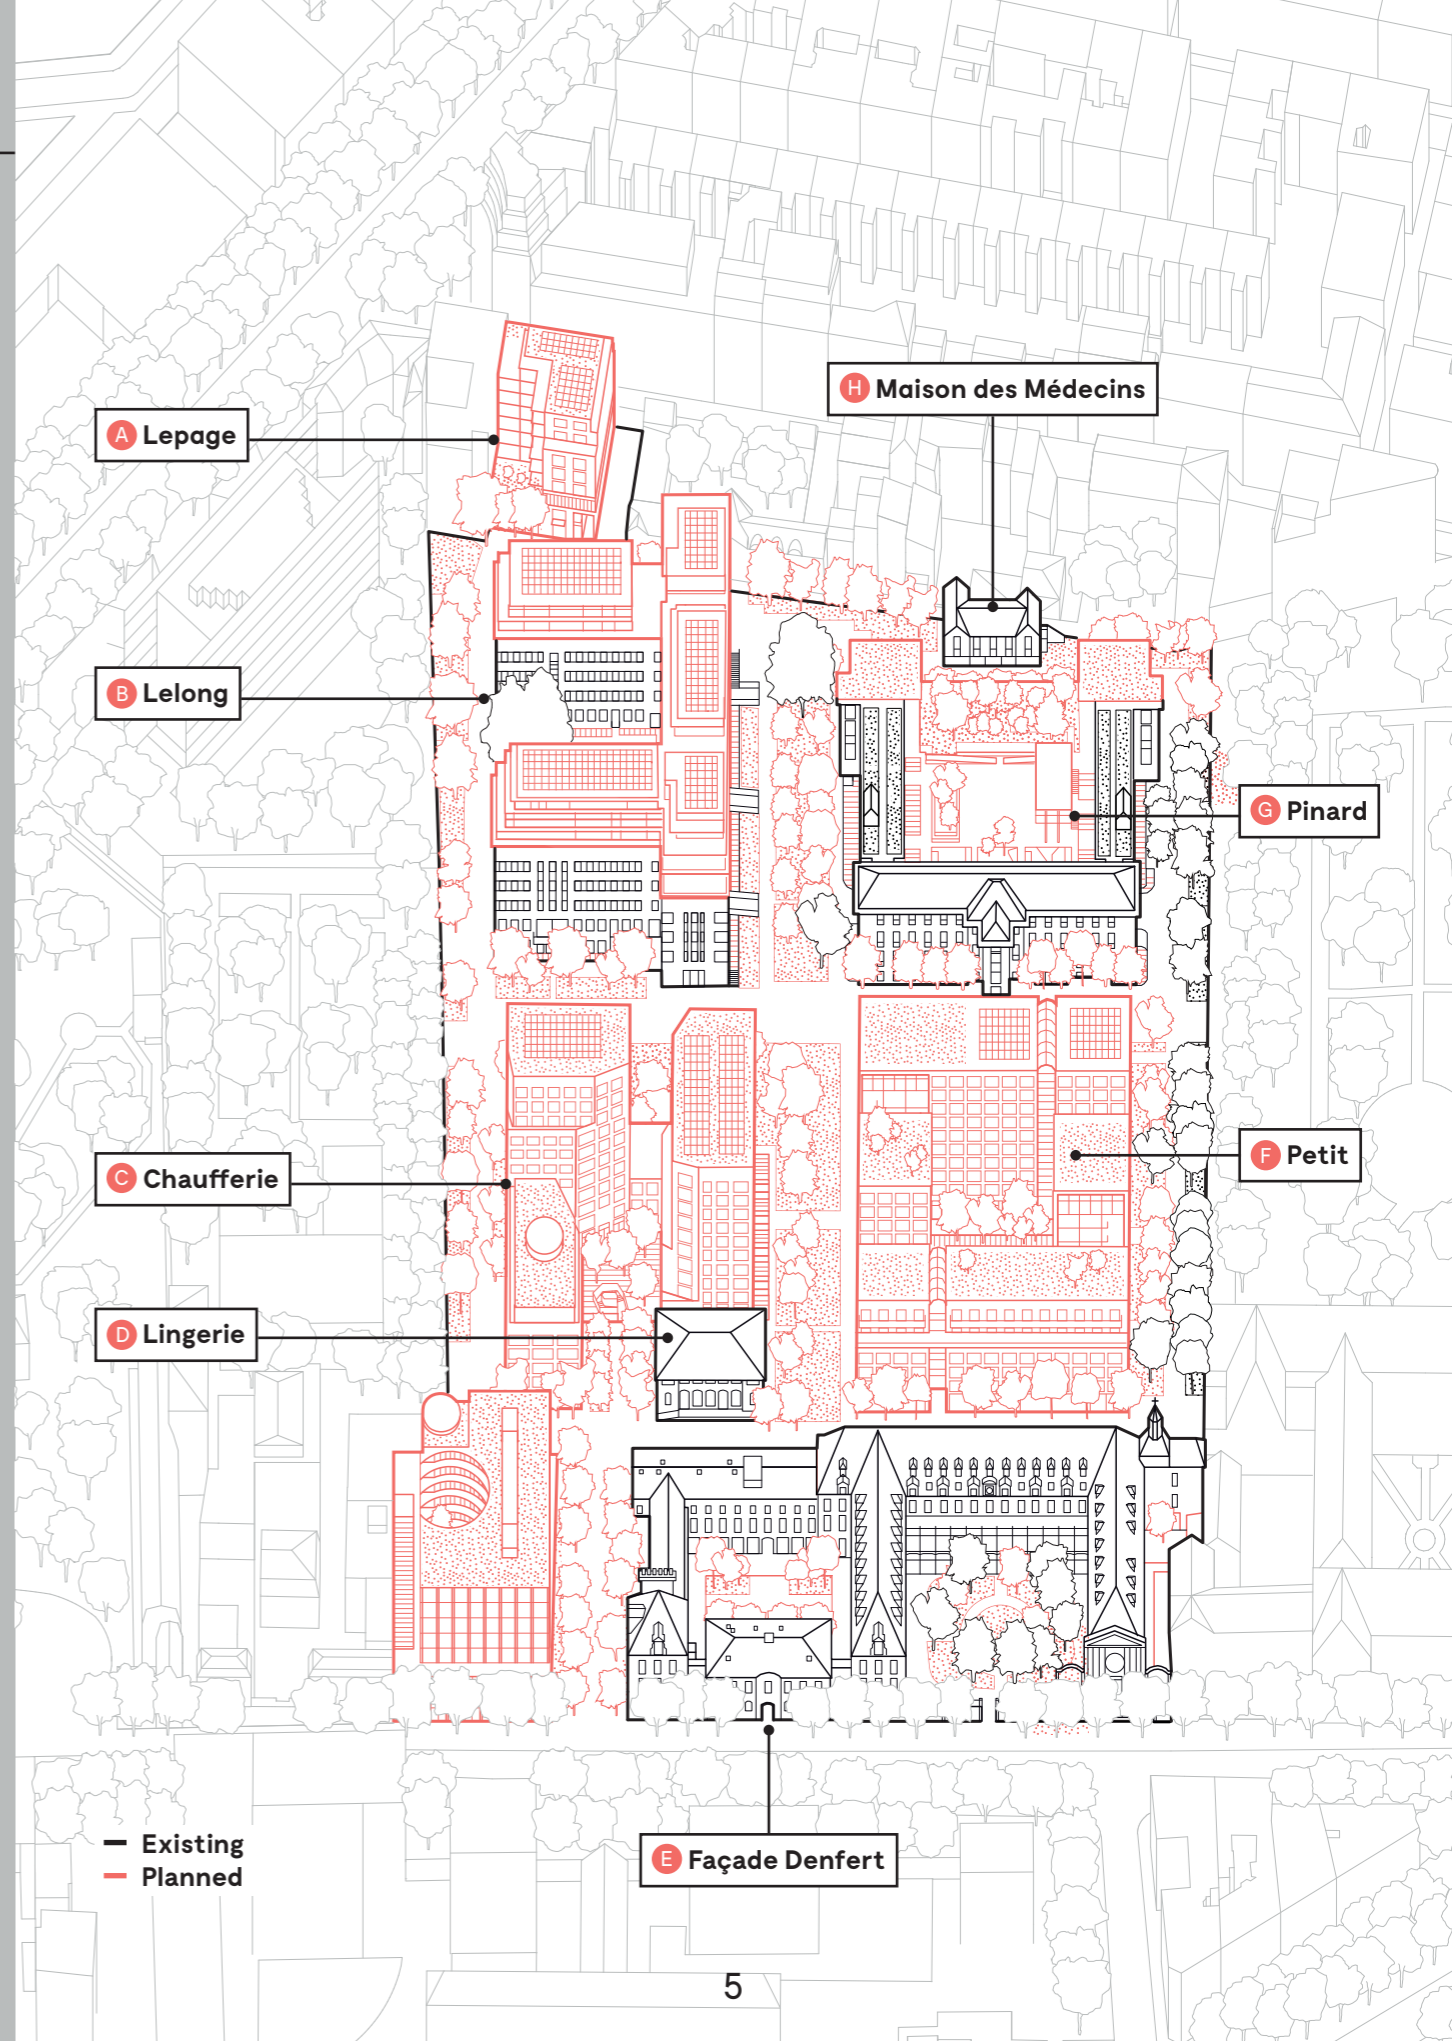 H Maison des Médecins
A Lepage
B Lelong
G Pinard
F Petit
C Chaufferie
D Lingerie
Existing
Planned
E Façade Denfert
5